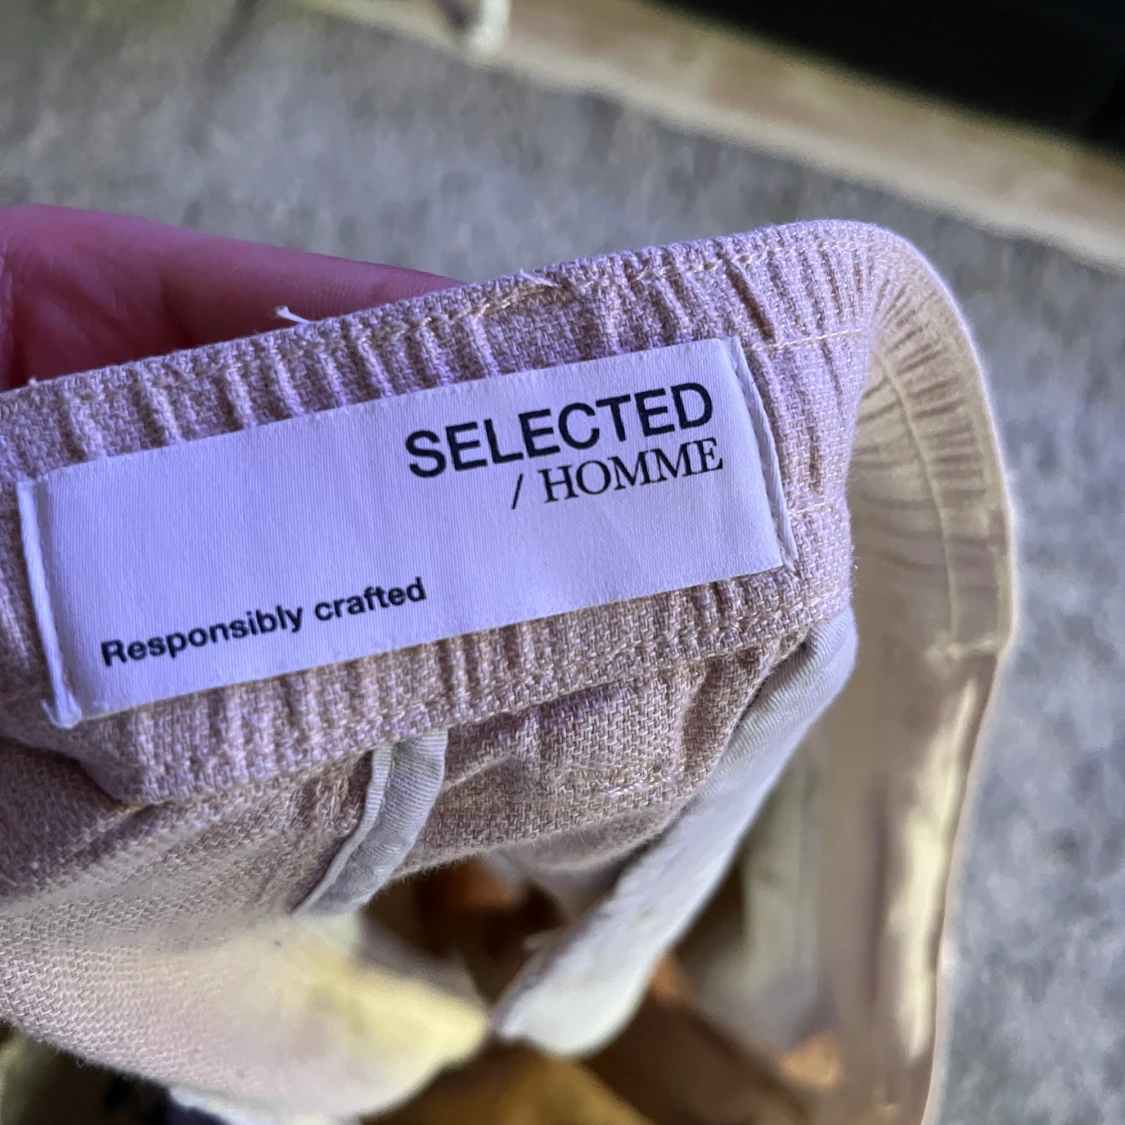 SELECTED
/ HOMME
Responsibly crafted